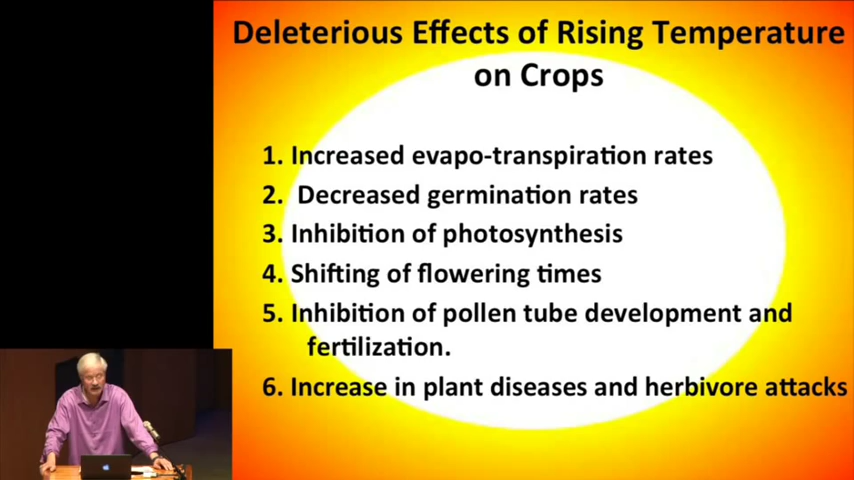 Deleterious Effects of Rising Temperature
on Crops
1. Increased evapo-transpiration rates
2. Decreased germination rates
3. Inhibition of photosynthesis
4. Shifting of flowering times
5. Inhibition of pollen tube development and
fertilization.
6. Increase in plant diseases and herbivore attacks